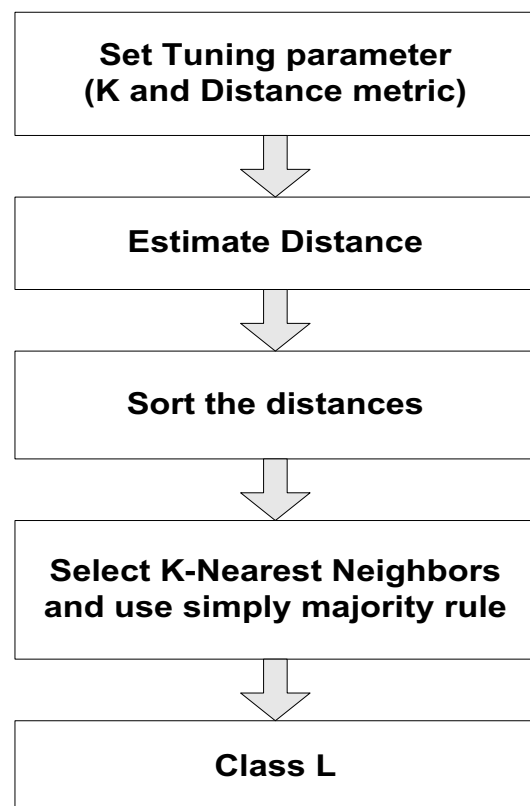 Set Tuning parameter
(K and Distance metric)
Estimate Distance
Sort the distances
Select K-Nearest Neighbors
and use simply majority rule
Class L